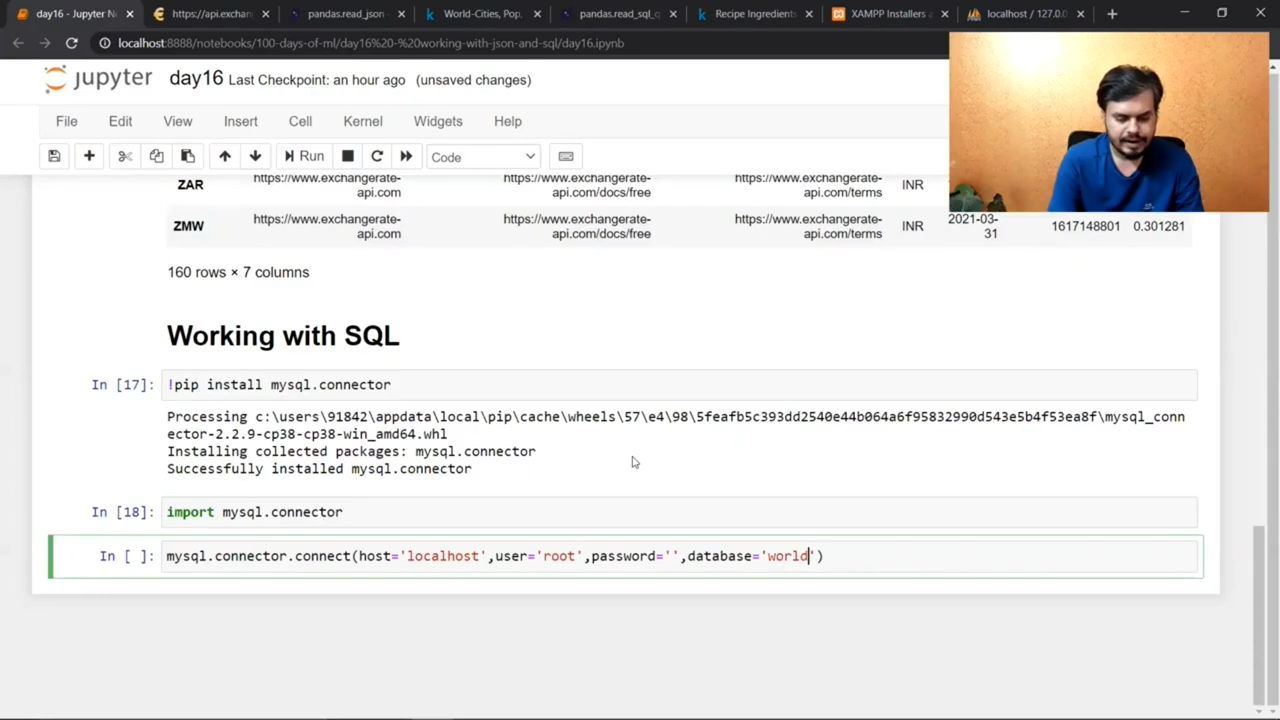 day16 - Jupyter Ne
https://api.exchan
pandas.read_json -
World-Cities, Pop.
pandas.read_sql_q
Recipe Ingredients
XAMPP Installers a
localhost / 127.0.
localhost:8888/notebooks/100-days-of-ml/day16%20-%20working-with-json-and-sql/day16.ipynb
jupyter day16 Last Checkpoint: an hour ago (unsaved changes)
File Edit View Insert Cell Kernel Widgets Help
Run Code
ZAR https://www.exchangerate-api.com https://www.exchangerate-api.com/docs/free https://www.exchangerate-api.com/terms INR
ZMW https://www.exchangerate-api.com https://www.exchangerate-api.com/docs/free https://www.exchangerate-api.com/terms INR 2021-03-31 1617148801 0.301281
160 rows × 7 columns
Working with SQL
In [17]: !pip install mysql.connector
Processing c:\users\91842\appdata\local\pip\cache\wheels\57\e4\98\5feafb5c393dd2540e44b064a6f95832990d543e5b4f53ea8f\mysql_conn
ector-2.2.9-cp38-cp38-win_amd64.whl
Installing collected packages: mysql.connector
Successfully installed mysql.connector
In [18]: import mysql.connector
In [ ]: mysql.connector.connect(host='localhost',user='root',password='',database='world')